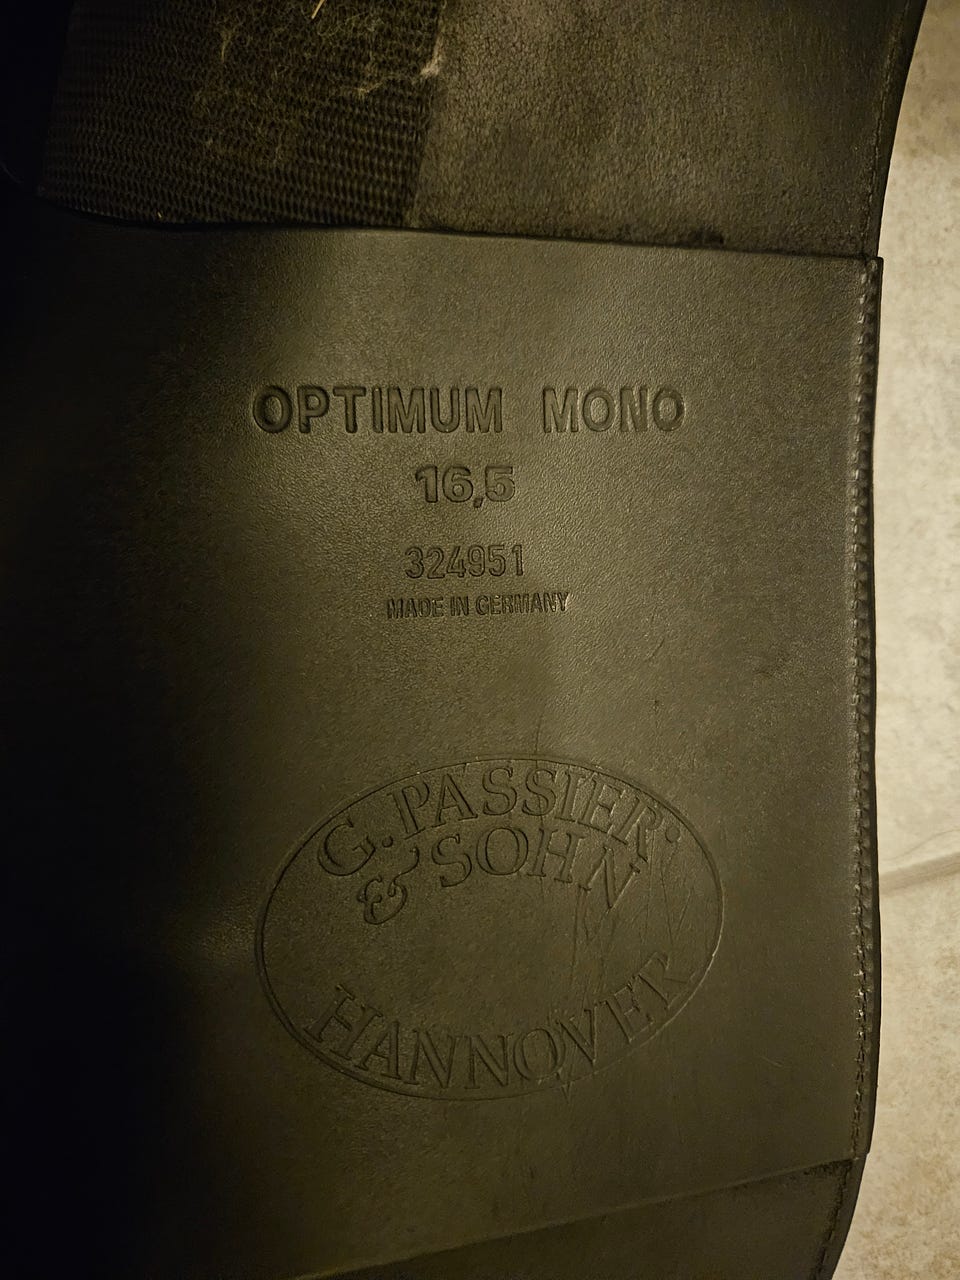 OPTIMUM MONO
16,5
324951
MADE IN GERMANY
G. PASSIER
& SOHN
HANNOVER